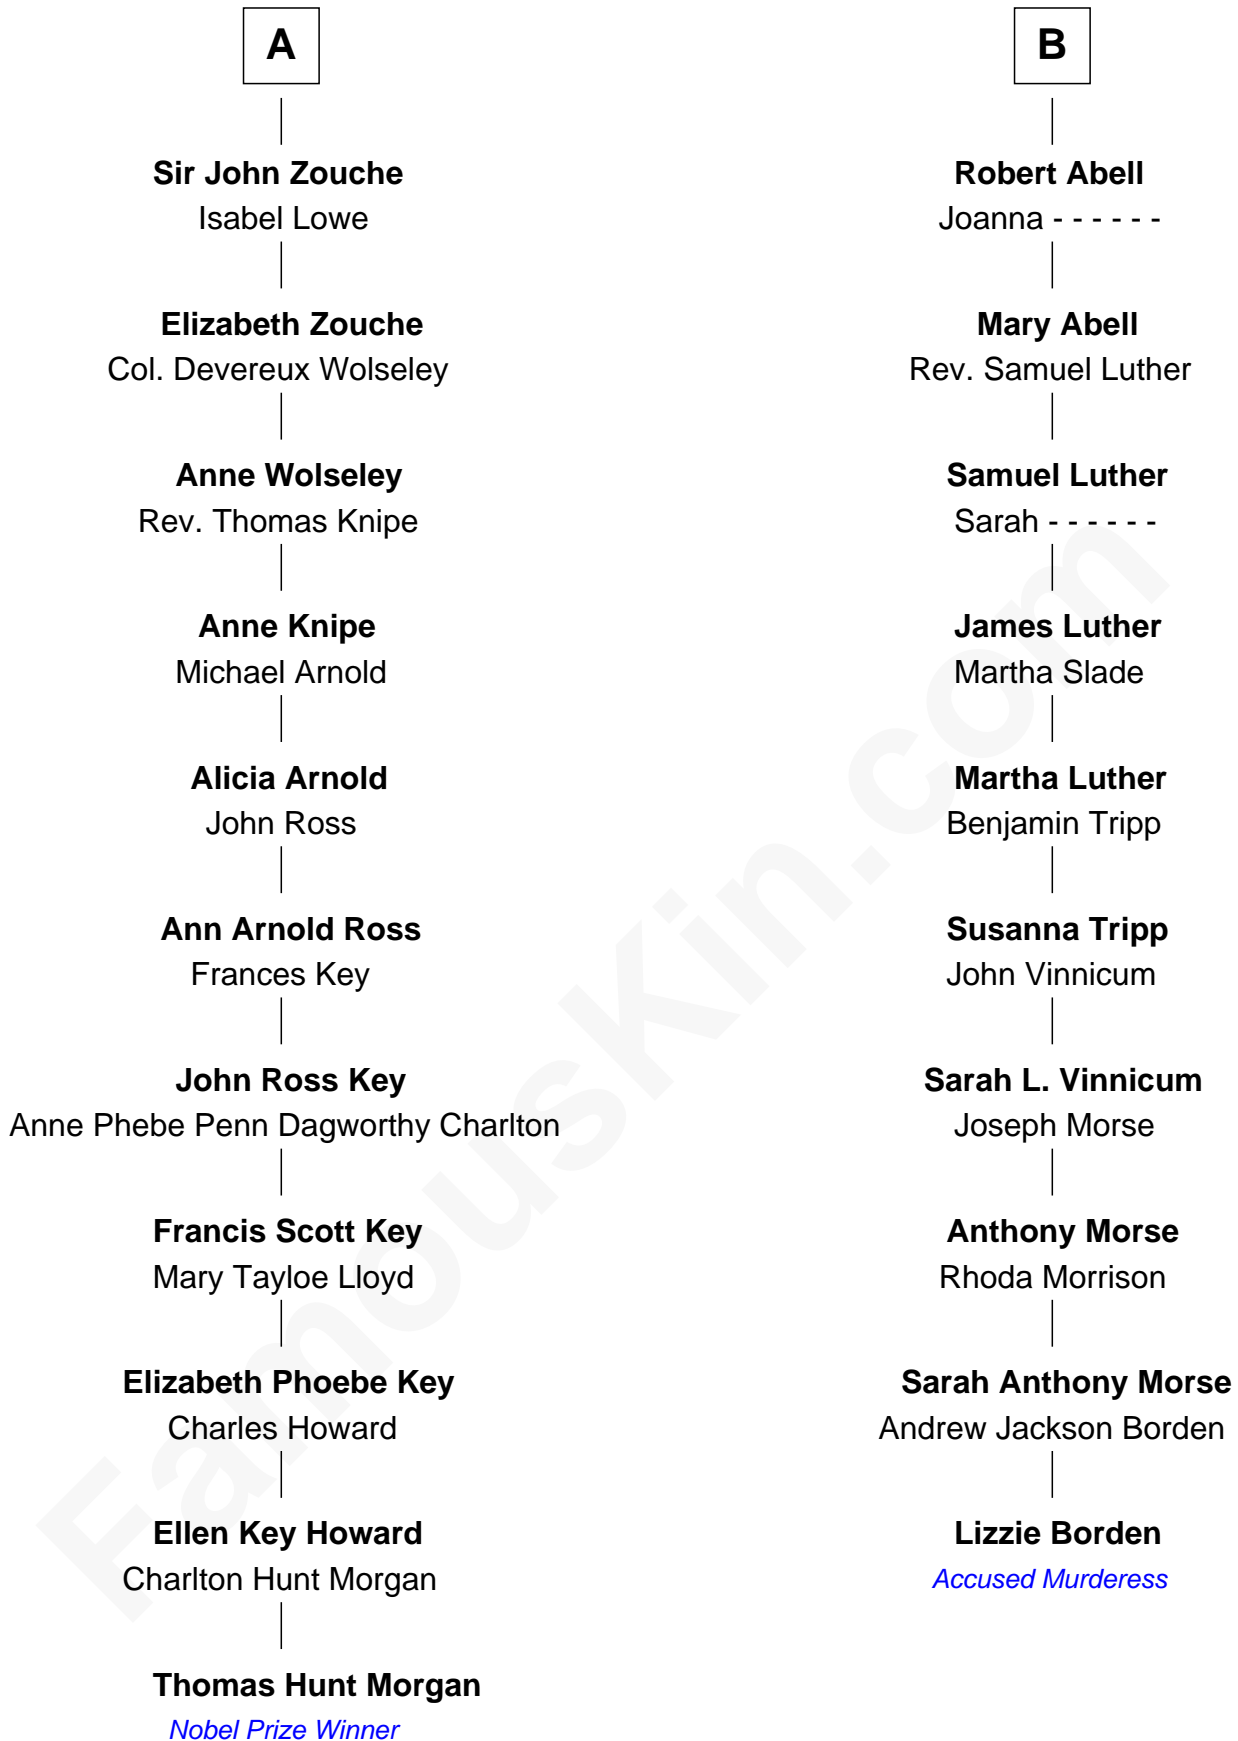 A
Sir John Zouche
Isabel Lowe
Elizabeth Zouche
Col. Devereux Wolseley
Anne Wolseley
Rev. Thomas Knipe
Anne Knipe
Michael Arnold
Alicia Arnold
John Ross
Ann Arnold Ross
Frances Key
John Ross Key
Anne Phebe Penn Dagworthy Charlton
Francis Scott Key
Mary Tayloe Lloyd
Elizabeth Phoebe Key
Charles Howard
Ellen Key Howard
Charlton Hunt Morgan
Thomas Hunt Morgan
Nobel Prize Winner
B
Robert Abell
Joanna - - - - - -
Mary Abell
Rev. Samuel Luther
Samuel Luther
Sarah - - - - - -
James Luther
Martha Slade
Martha Luther
Benjamin Tripp
Susanna Tripp
John Vinnicum
Sarah L. Vinnicum
Joseph Morse
Anthony Morse
Rhoda Morrison
Sarah Anthony Morse
Andrew Jackson Borden
Lizzie Borden
Accused Murderess
FamousKin.com